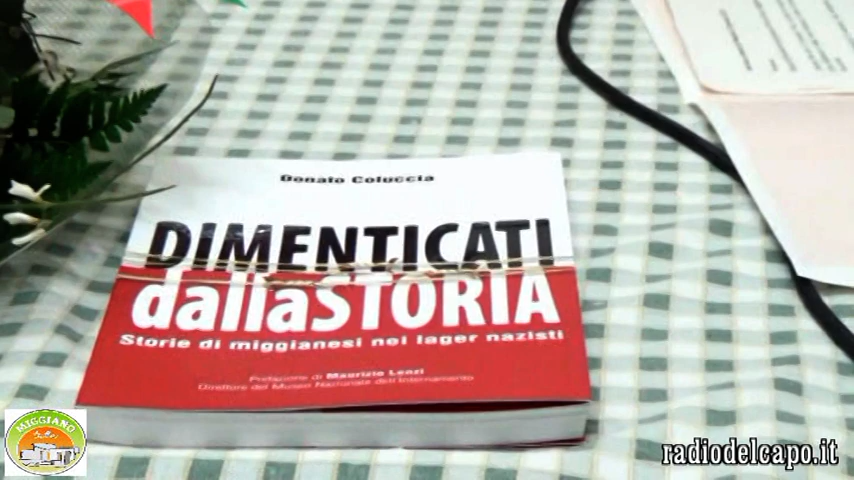 Donato Coluccia
DIMENTICATI
dallaSTORIA
Storie di miggianesi nei lager nazisti
Prefazione di Maurizio Lenzi
Direttore del Museo Nazionale dell'Internamento
MIGGIANO
radiodelcapo.it